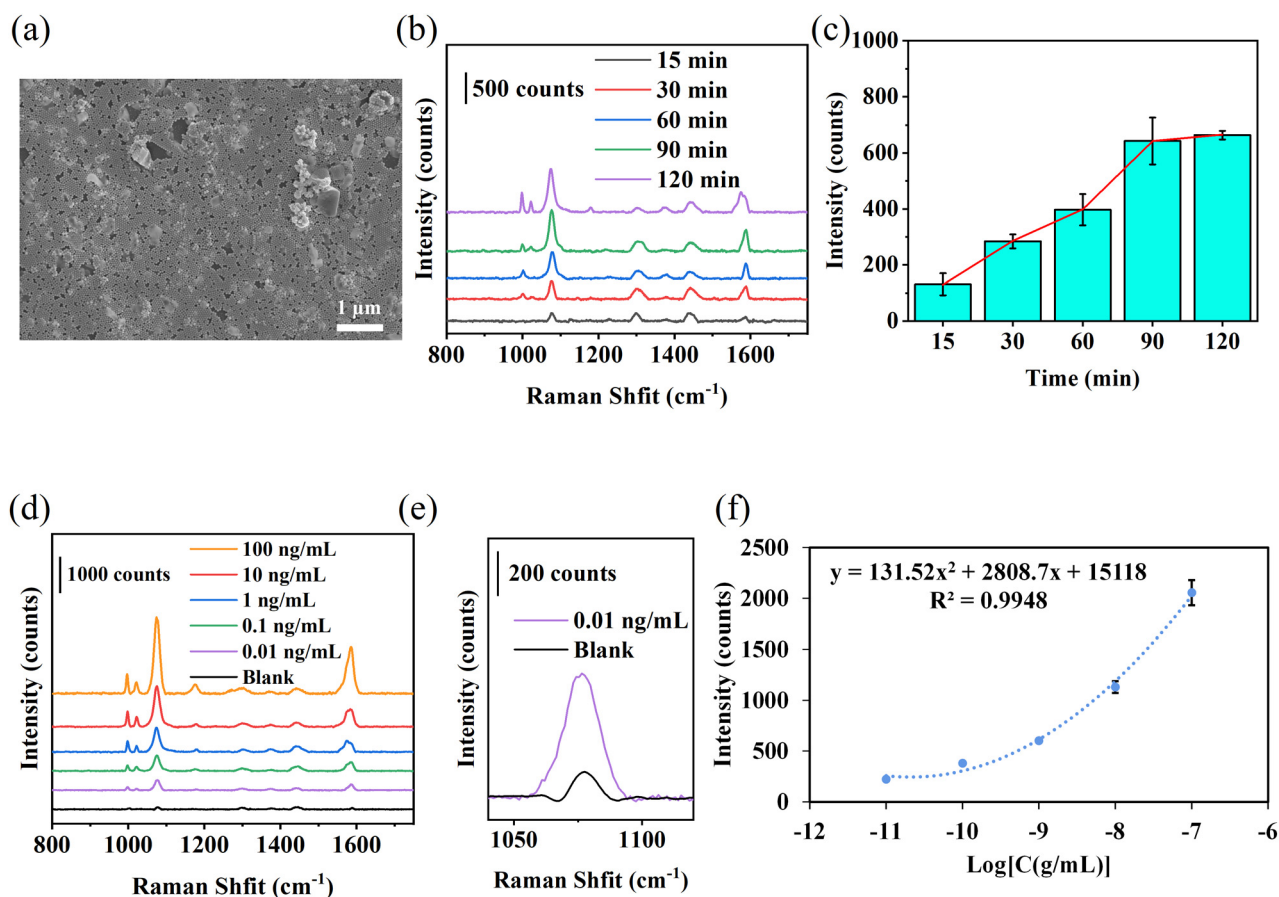 (a)
1 µm
(b)
500 counts
15 min
30 min
60 min
90 min
120 min
Intensity (counts)
800 1000 1200 1400 1600
Raman Shfit (cm⁻¹)
(c)
Intensity (counts)
1000
800
600
400
200
0
15 30 60 90 120
Time (min)
(d)
1000 counts
100 ng/mL
10 ng/mL
1 ng/mL
0.1 ng/mL
0.01 ng/mL
Blank
Intensity (counts)
800 1000 1200 1400 1600
Raman Shfit (cm⁻¹)
(e)
200 counts
0.01 ng/mL
Blank
Intensity (counts)
1050 1100
Raman Shfit (cm⁻¹)
(f)
y = 131.52x² + 2808.7x + 15118
R² = 0.9948
Intensity (counts)
2500
2000
1500
1000
500
0
-12 -11 -10 -9 -8 -7 -6
Log[C(g/mL)]